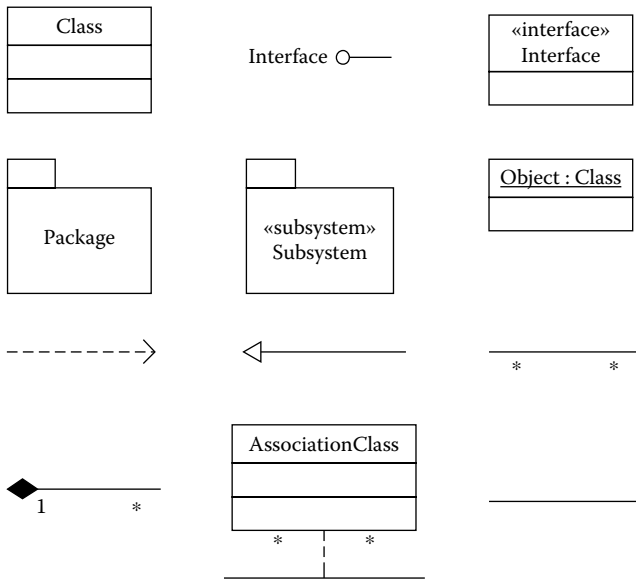 Class
Interface
«interface»
Interface
Package
«subsystem»
Subsystem
Object : Class
* *
1 *
AssociationClass
* *